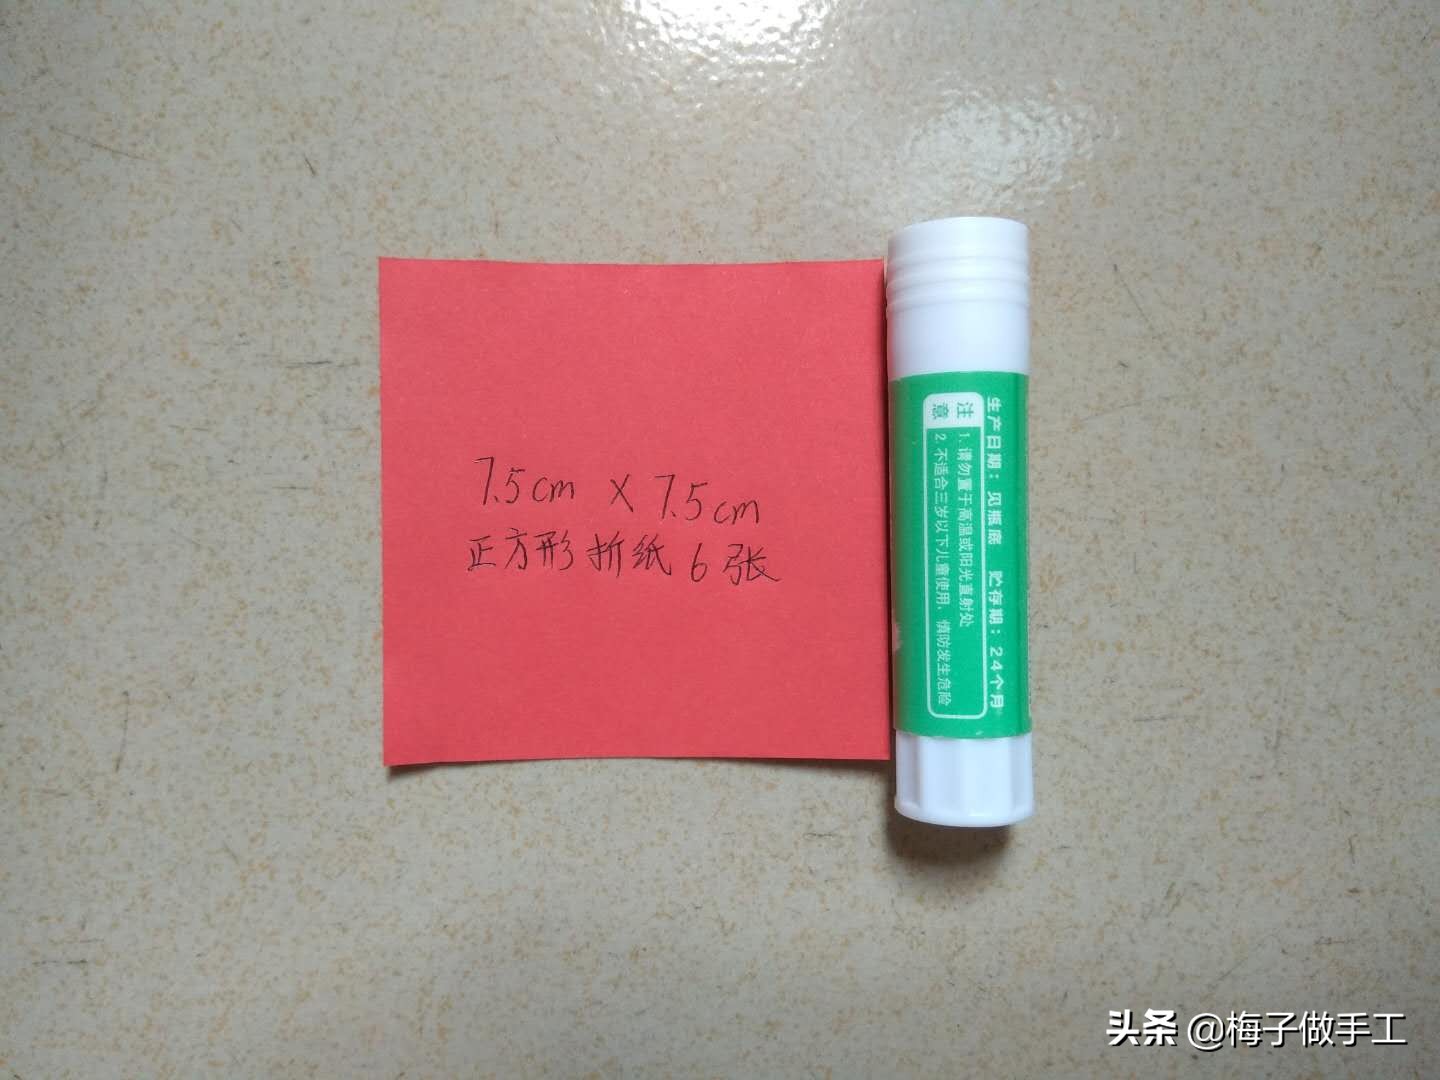 7.5cm × 7.5cm
正方形折纸6张
生产日期：见瓶底 贮存期：24个月
注意
1.请勿置于高温或阳光直射处
2.不适合三岁以下儿童使用，慎防发生危险
头条 @梅子做手工